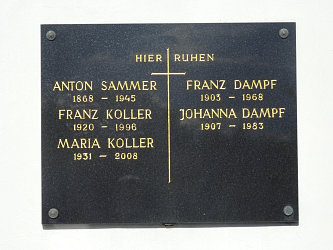 HIER RUHEN
ANTON SAMMER
1868 – 1945
FRANZ KOLLER
1920 – 1996
MARIA KOLLER
1931 – 2008
FRANZ DAMPF
1903 – 1968
JOHANNA DAMPF
1907 – 1983